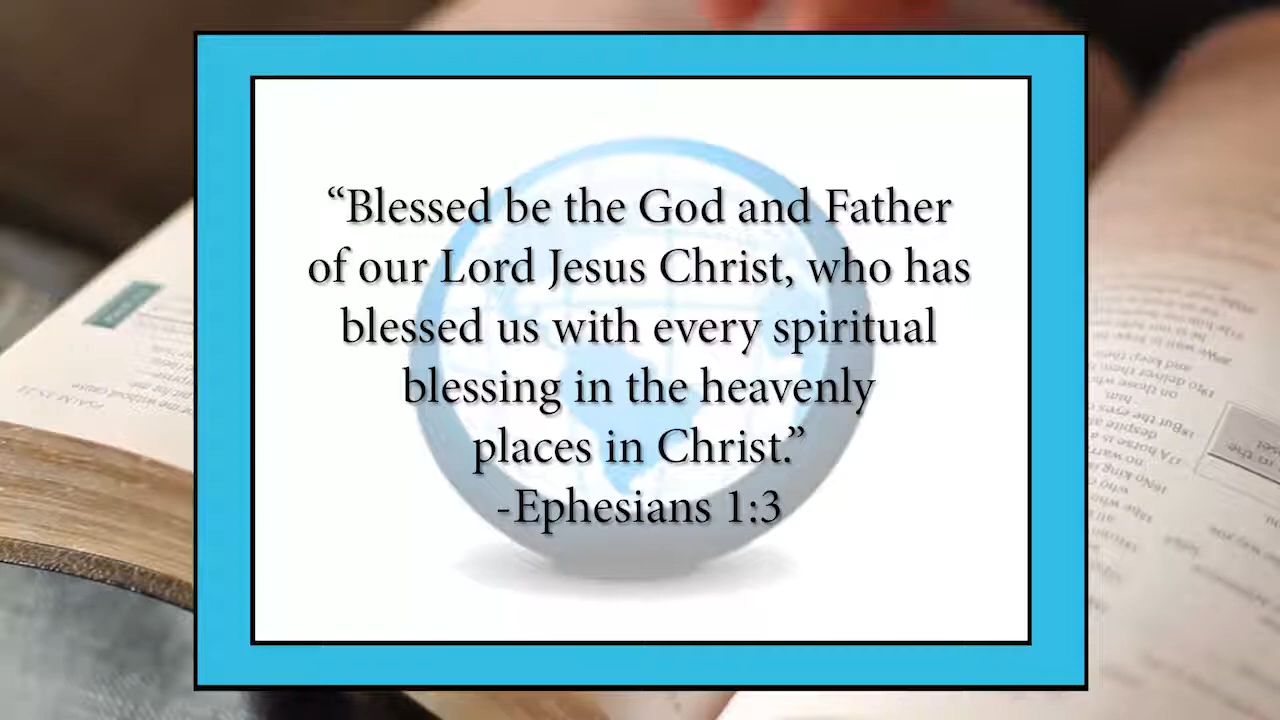 “Blessed be the God and Father
of our Lord Jesus Christ, who has
blessed us with every spiritual
blessing in the heavenly
places in Christ.”
-Ephesians 1:3